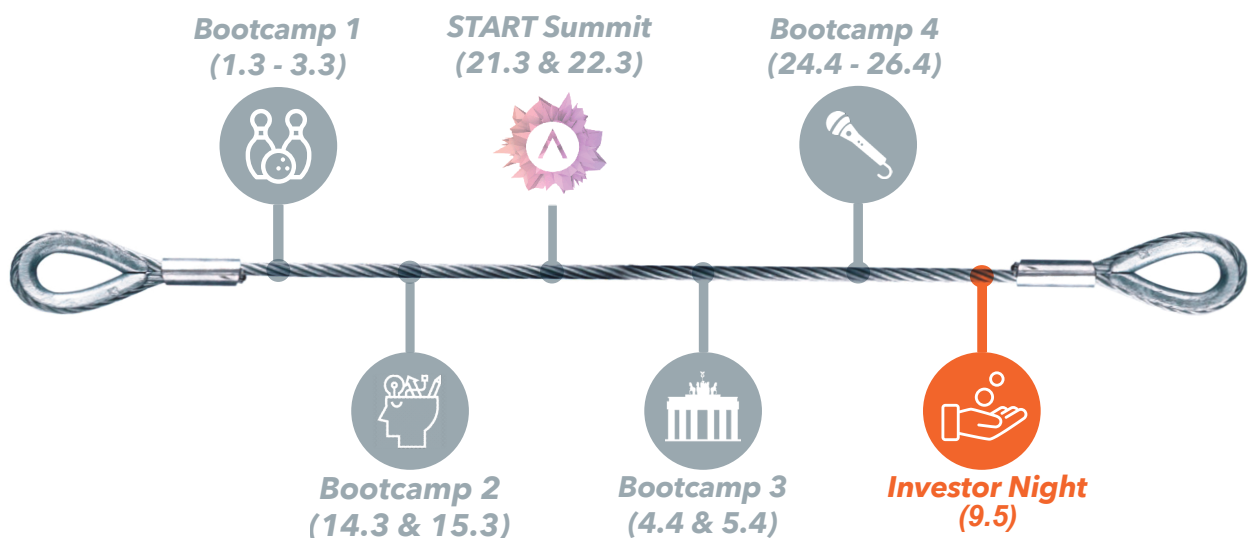 Bootcamp 1
(1.3 - 3.3)
START Summit
(21.3 & 22.3)
Bootcamp 4
(24.4 - 26.4)
Bootcamp 2
(14.3 & 15.3)
Bootcamp 3
(4.4 & 5.4)
Investor Night
(9.5)